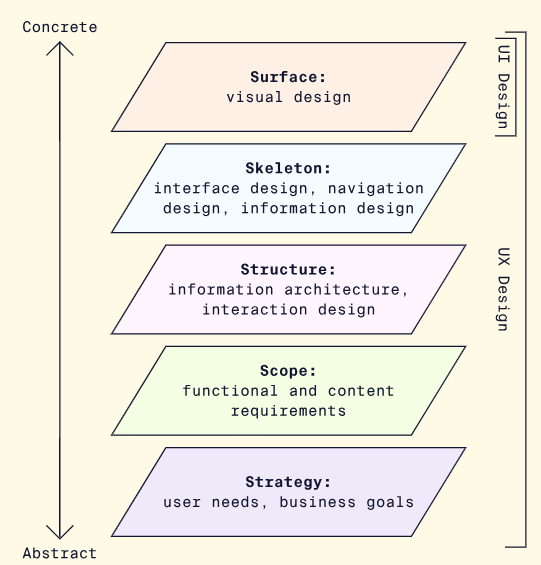 Concrete
Surface:
visual design
UI Design
Skeleton:
interface design, navigation
design, information design
Structure:
information architecture,
interaction design
UX Design
Scope:
functional and content
requirements
Strategy:
user needs, business goals
Abstract